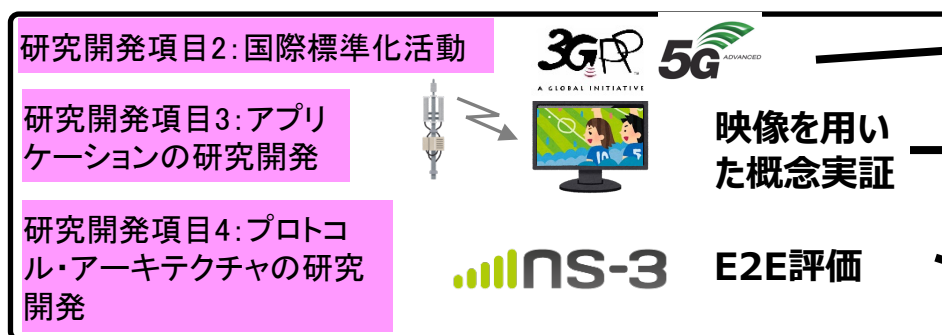 研究開発項目2：国際標準化活動
3GPP
TM
A GLOBAL INITIATIVE
5G
ADVANCED
研究開発項目3：アプリ
ケーションの研究開発
10
5
映像を用い
た概念実証
研究開発項目4：プロトコ
ル・アーキテクチャの研究
開発
NS-3
E2E評価